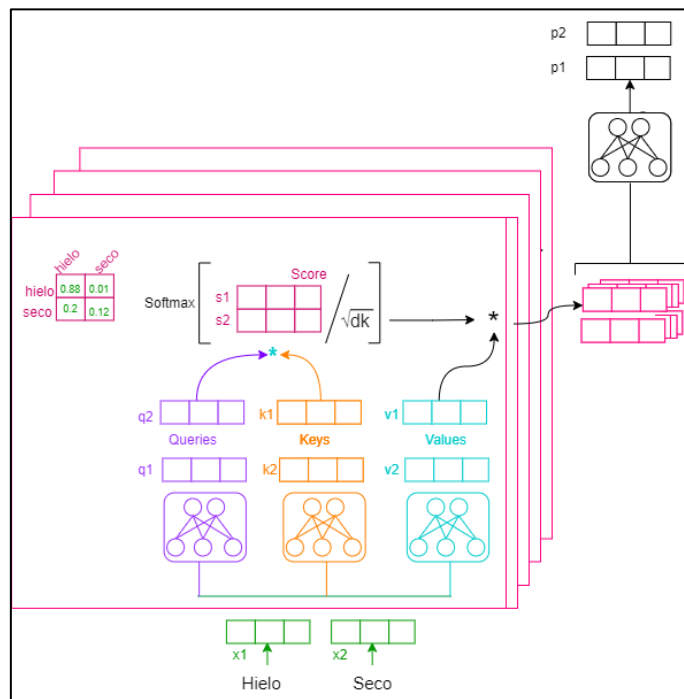 p2
p1
hielo seco
hielo 0.88 0.01
seco 0.2 0.12
Score
Softmax s1
s2 √dk
*
*
q2 k1 v1
Queries Keys Values
q1 k2 v2
x1 x2
Hielo Seco